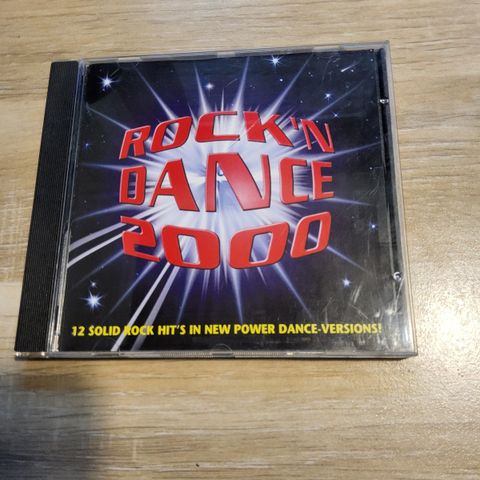 ROCK'N
DANCE
2000
12 SOLID ROCK HIT'S IN NEW POWER DANCE-VERSIONS!